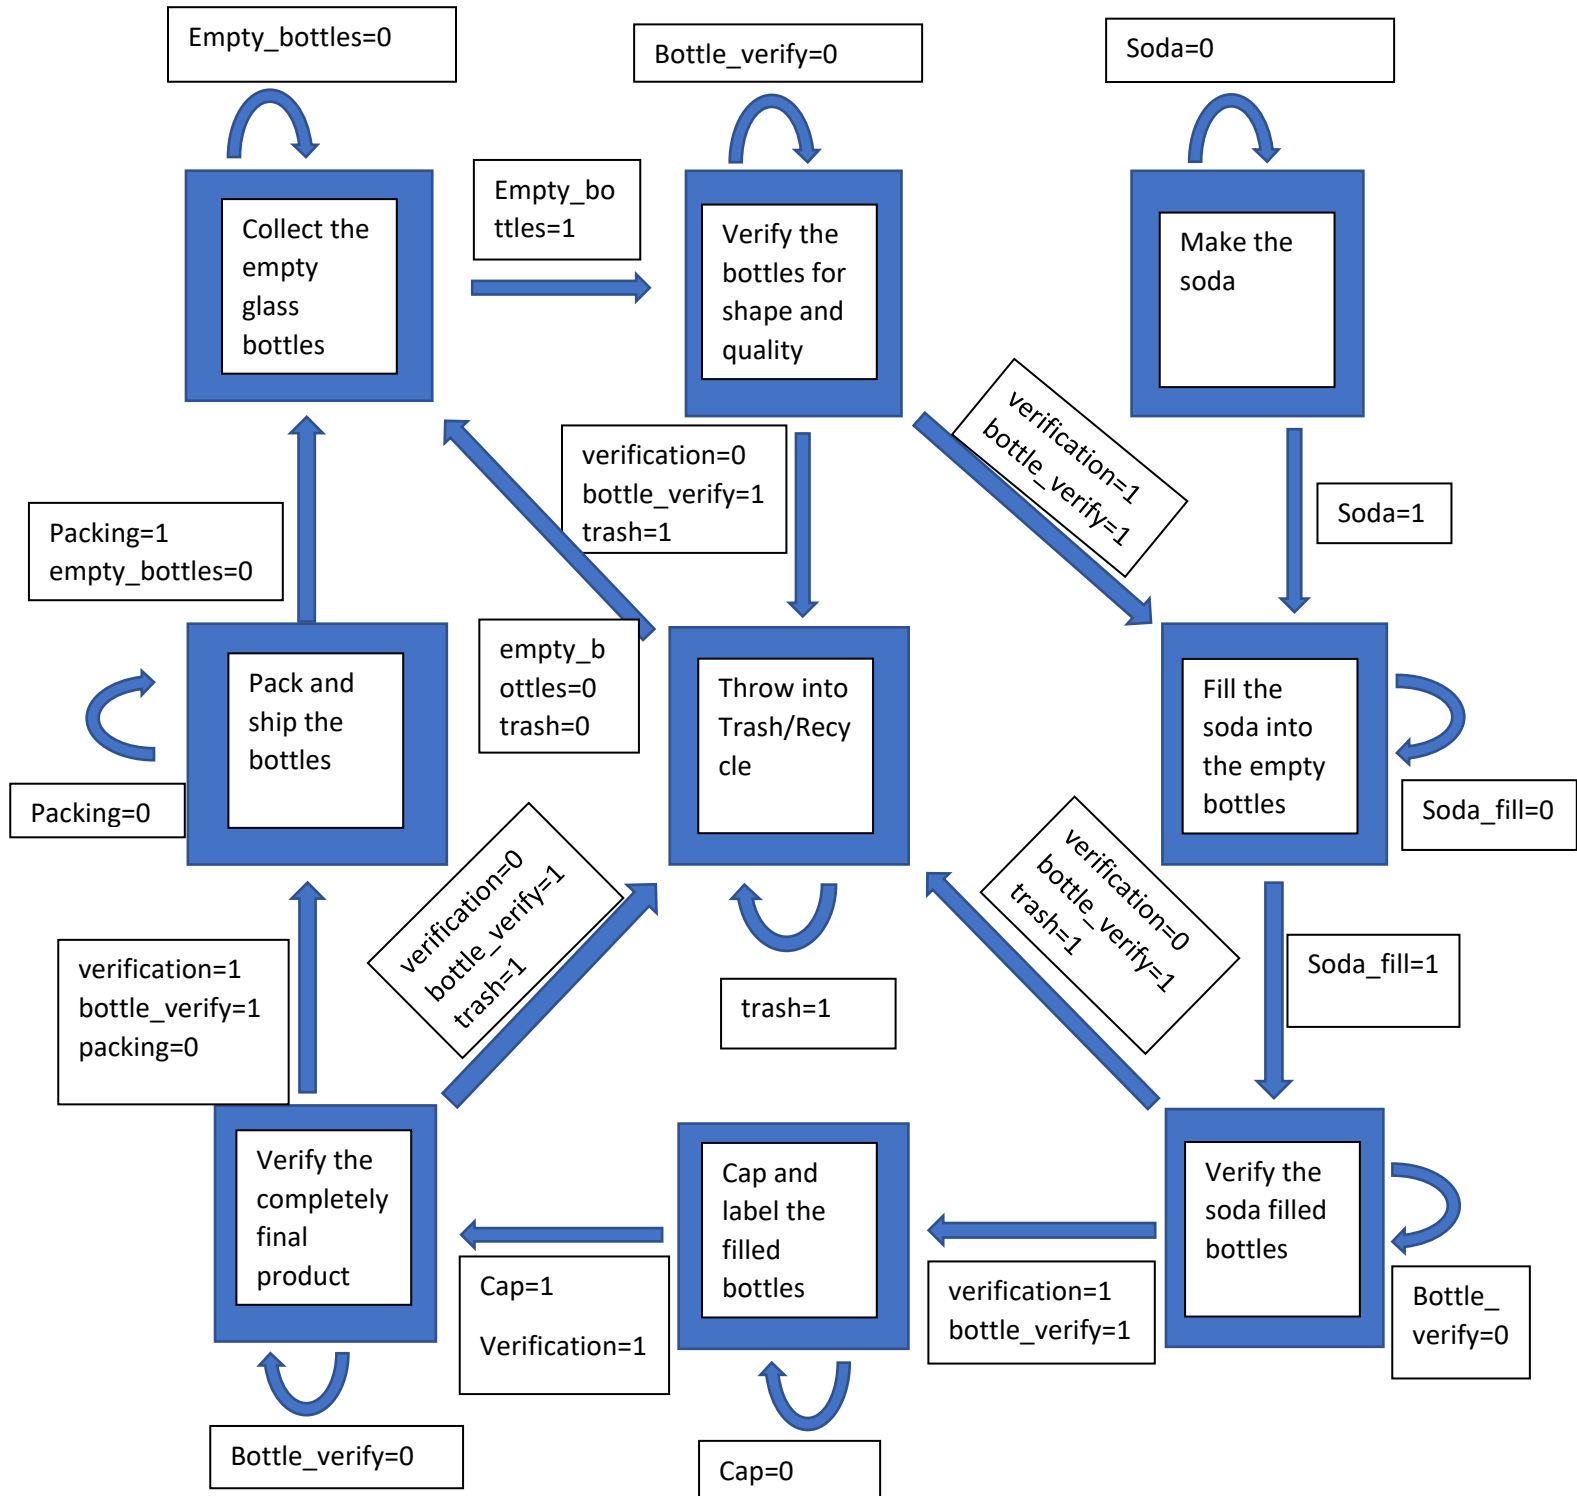 Empty_bottles=0
Bottle_verify=0
Soda=0
Collect the
empty
glass
bottles
Empty_bo
ttles=1
Verify the
bottles for
shape and
quality
Make the
soda
verification=0
bottle_verify=1
trash=1
verification=1
bottle_verify=1
Soda=1
Packing=1
empty_bottles=0
empty_b
ottles=0
trash=0
Pack and
ship the
bottles
Throw into
Trash/Recy
cle
Fill the
soda into
the empty
bottles
Packing=0
Soda_fill=0
verification=0
bottle_verify=1
trash=1
verification=0
bottle_verify=1
trash=1
verification=1
bottle_verify=1
packing=0
trash=1
Soda_fill=1
Verify the
completely
final
product
Cap and
label the
filled
bottles
Verify the
soda filled
bottles
Cap=1
Verification=1
verification=1
bottle_verify=1
Bottle_
verify=0
Bottle_verify=0
Cap=0